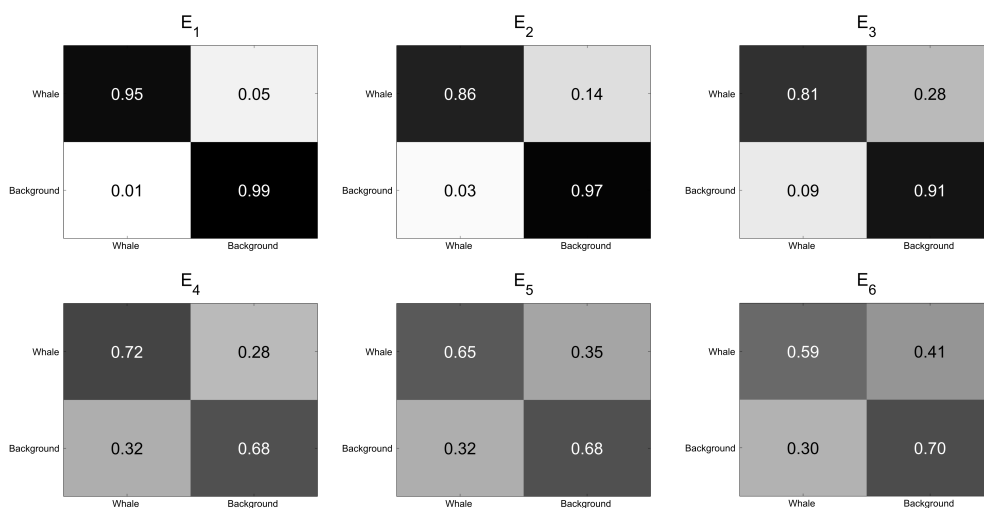 E1 E2 E3
Whale 0.95 0.05 Whale 0.86 0.14 Whale 0.81 0.28
Background 0.01 0.99 Background 0.03 0.97 Background 0.09 0.91
Whale Background Whale Background Whale Background
E4 E5 E6
Whale 0.72 0.28 Whale 0.65 0.35 Whale 0.59 0.41
Background 0.32 0.68 Background 0.32 0.68 Background 0.30 0.70
Whale Background Whale Background Whale Background